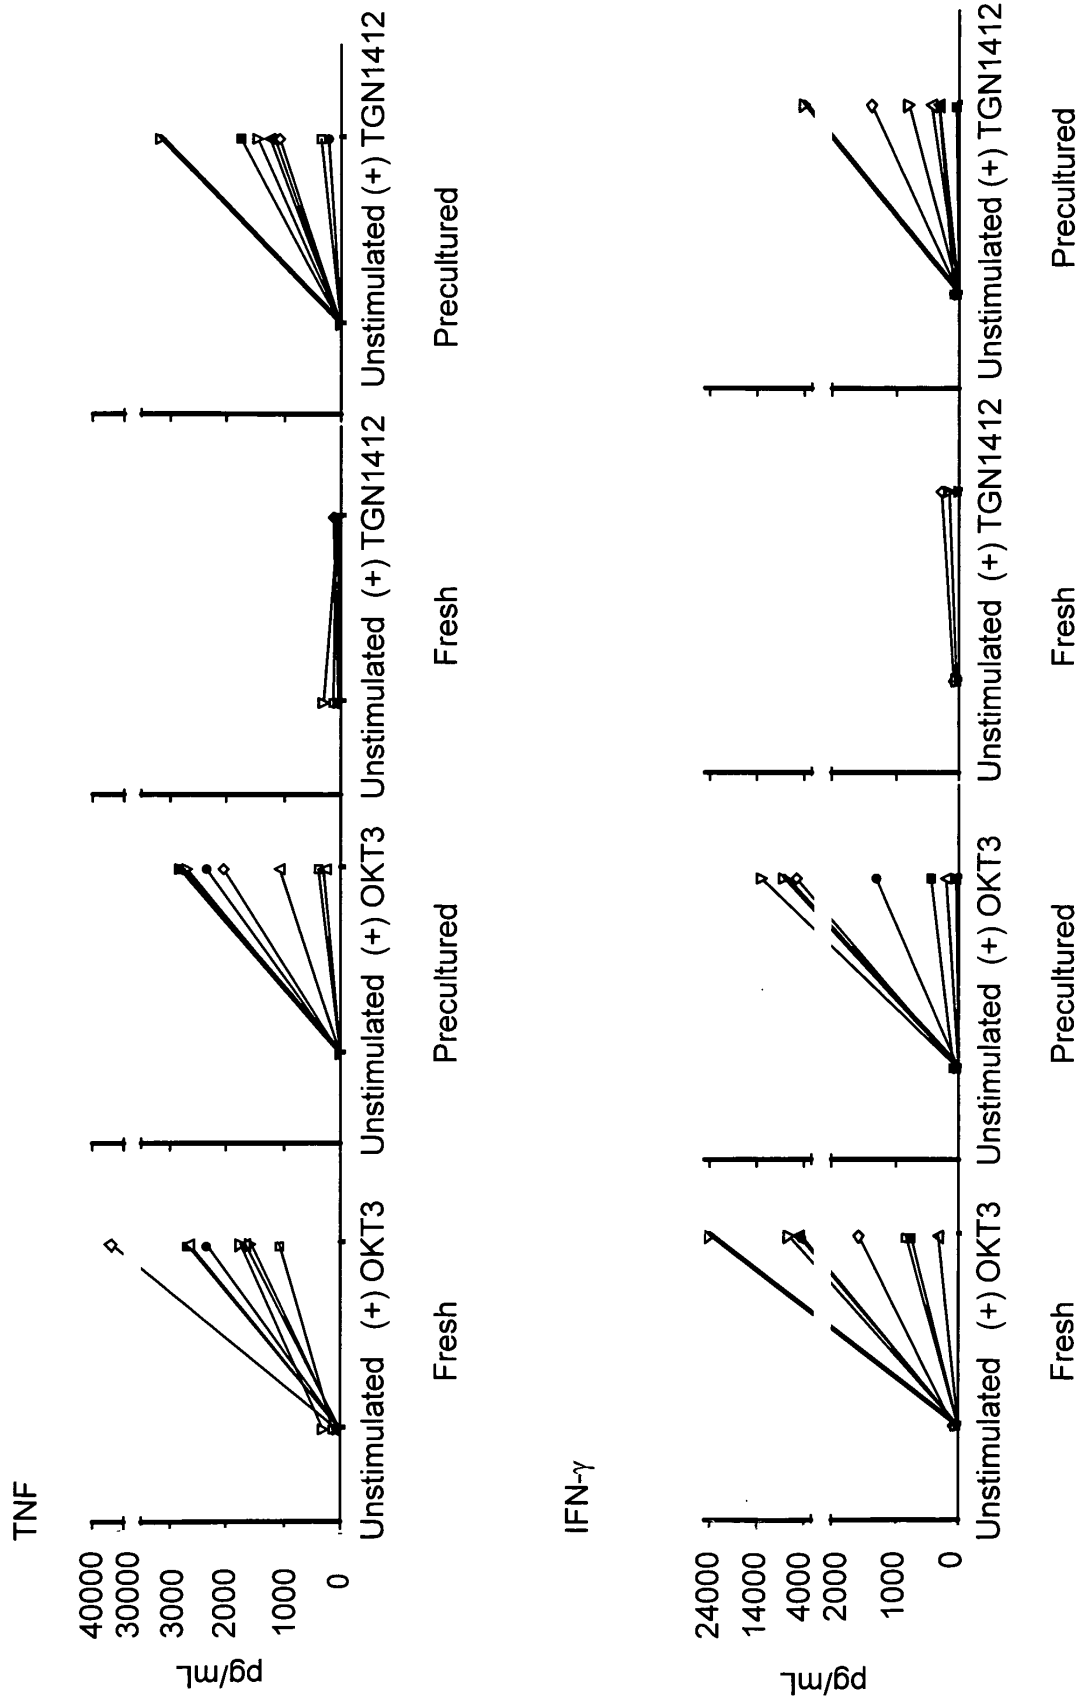 TNF
40000
30000
3000
2000
1000
0
pg/mL
Unstimulated (+) OKT3
Unstimulated (+) OKT3
Unstimulated (+) TGN1412
Unstimulated (+) TGN1412
Fresh
Precultured
Fresh
Precultured
IFN-γ
24000
14000
4000
2000
1000
0
pg/mL
Unstimulated (+) OKT3
Unstimulated (+) OKT3
Unstimulated (+) TGN1412
Unstimulated (+) TGN1412
Fresh
Precultured
Fresh
Precultured